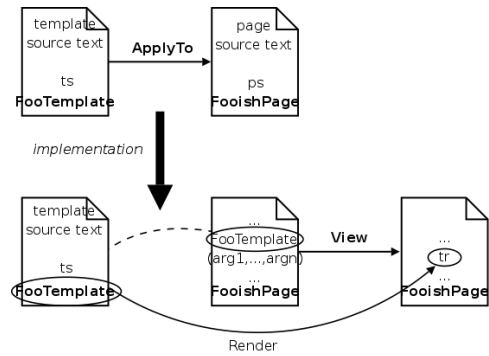 template
source text
ts
FooTemplate
ApplyTo
page
source text
ps
FooishPage
implementation
template
source text
ts
FooTemplate
...
FooTemplate
(arg1,...,argn)
...
FooishPage
View
...
tr
...
FooishPage
Render